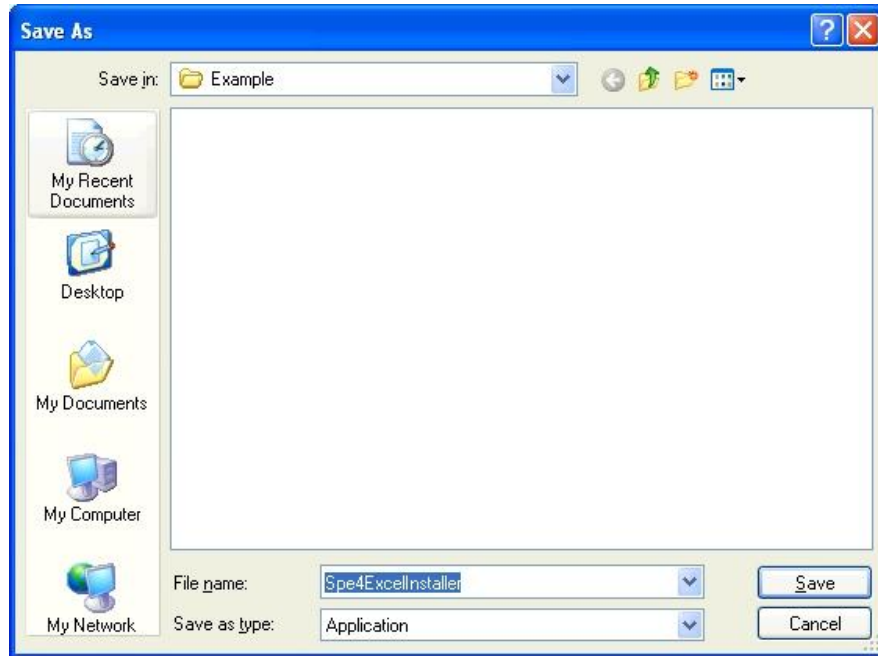 Save As
Save in:
Example
My Recent
Documents
Desktop
My Documents
My Computer
My Network
File name:
Spe4ExcelInstaller
Save
Save as type:
Application
Cancel